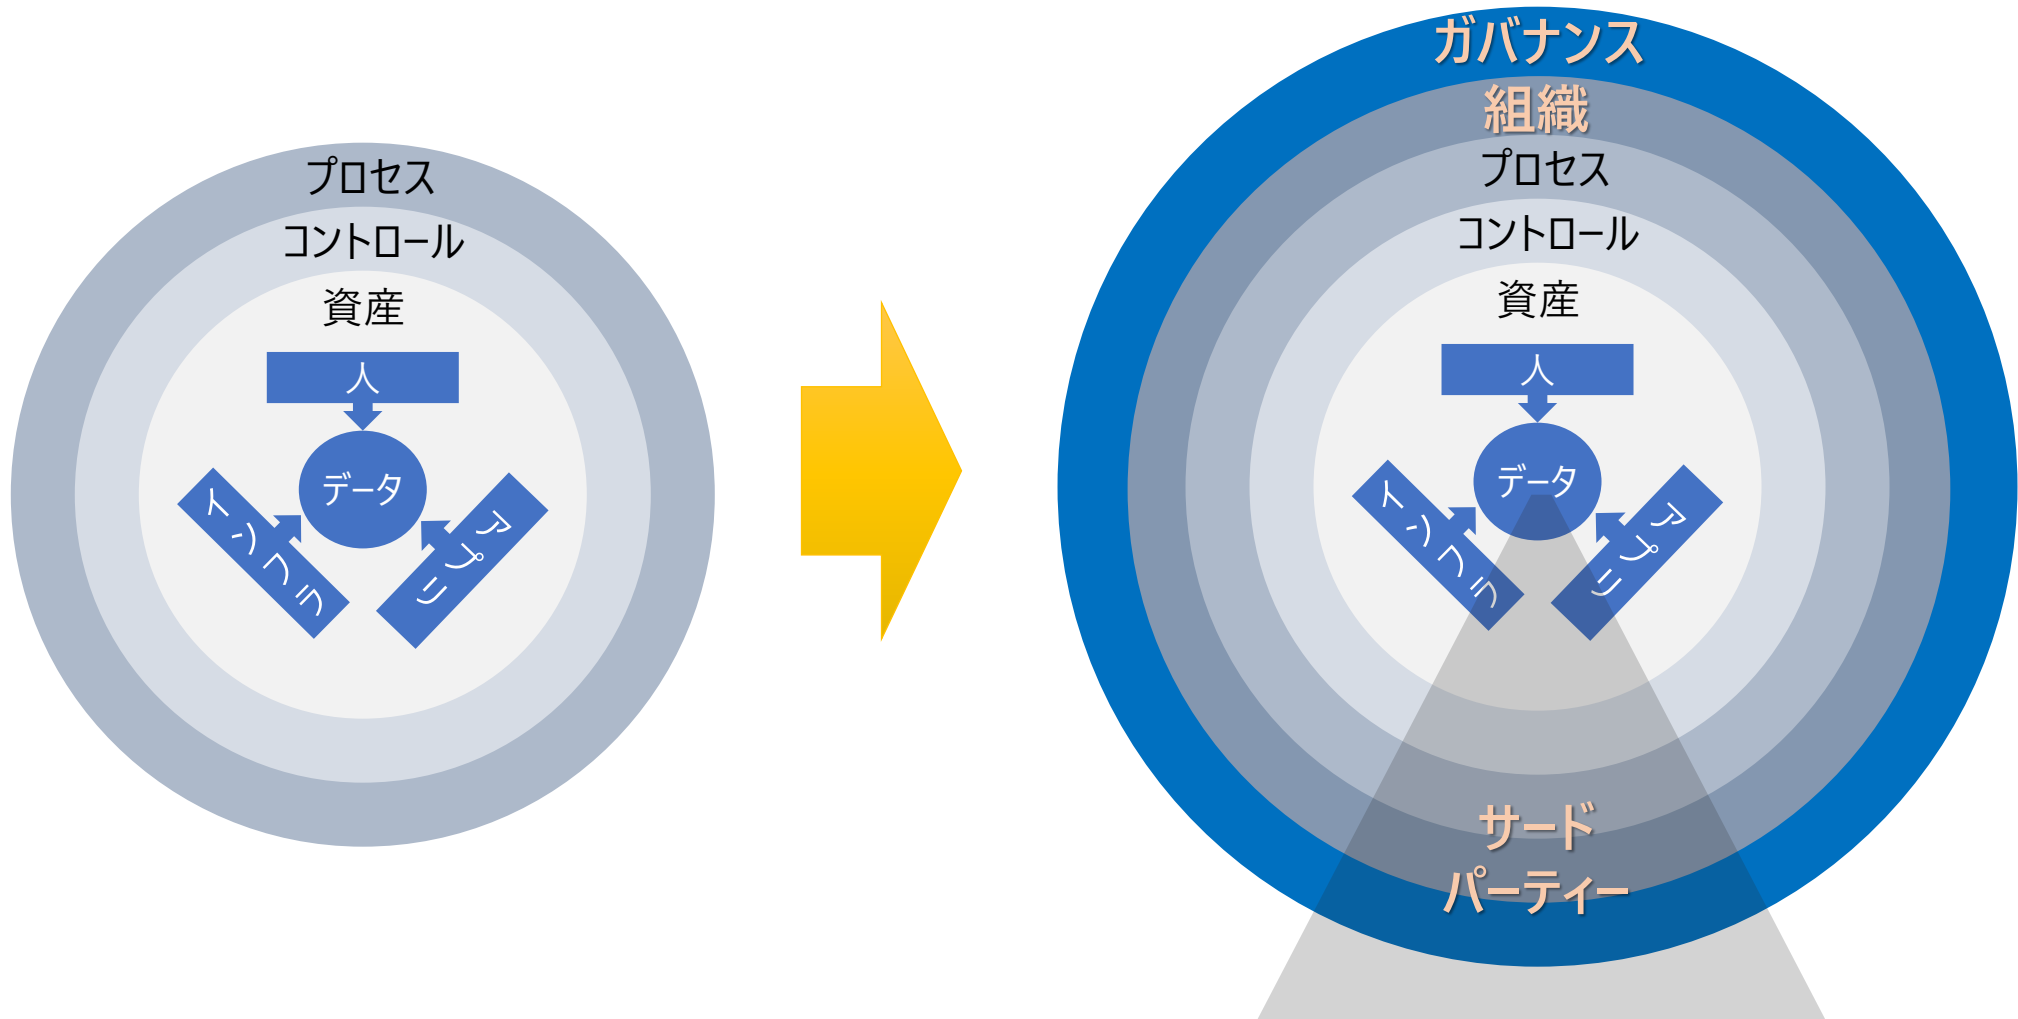 プロセス
コントロール
資産
人
データ
インフラ
アプリ
ガバナンス
組織
プロセス
コントロール
資産
人
データ
インフラ
アプリ
サード
パーティー